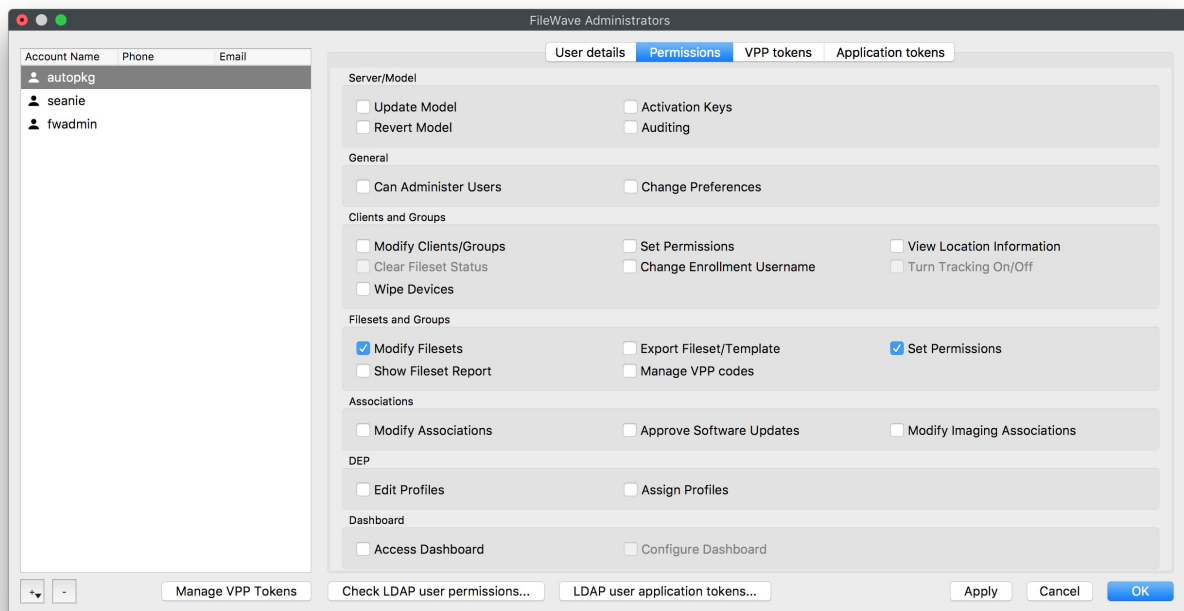 FileWave Administrators
Account Name Phone Email
autopkg
seanie
fwadmin
User details Permissions VPP tokens Application tokens
Server/Model
Update Model Activation Keys
Revert Model Auditing
General
Can Administer Users Change Preferences
Clients and Groups
Modify Clients/Groups Set Permissions View Location Information
Clear Fileset Status Change Enrollment Username Turn Tracking On/Off
Wipe Devices
Filesets and Groups
Modify Filesets Export Fileset/Template Set Permissions
Show Fileset Report Manage VPP codes
Associations
Modify Associations Approve Software Updates Modify Imaging Associations
DEP
Edit Profiles Assign Profiles
Dashboard
Access Dashboard Configure Dashboard
+ - Manage VPP Tokens Check LDAP user permissions... LDAP user application tokens... Apply Cancel OK